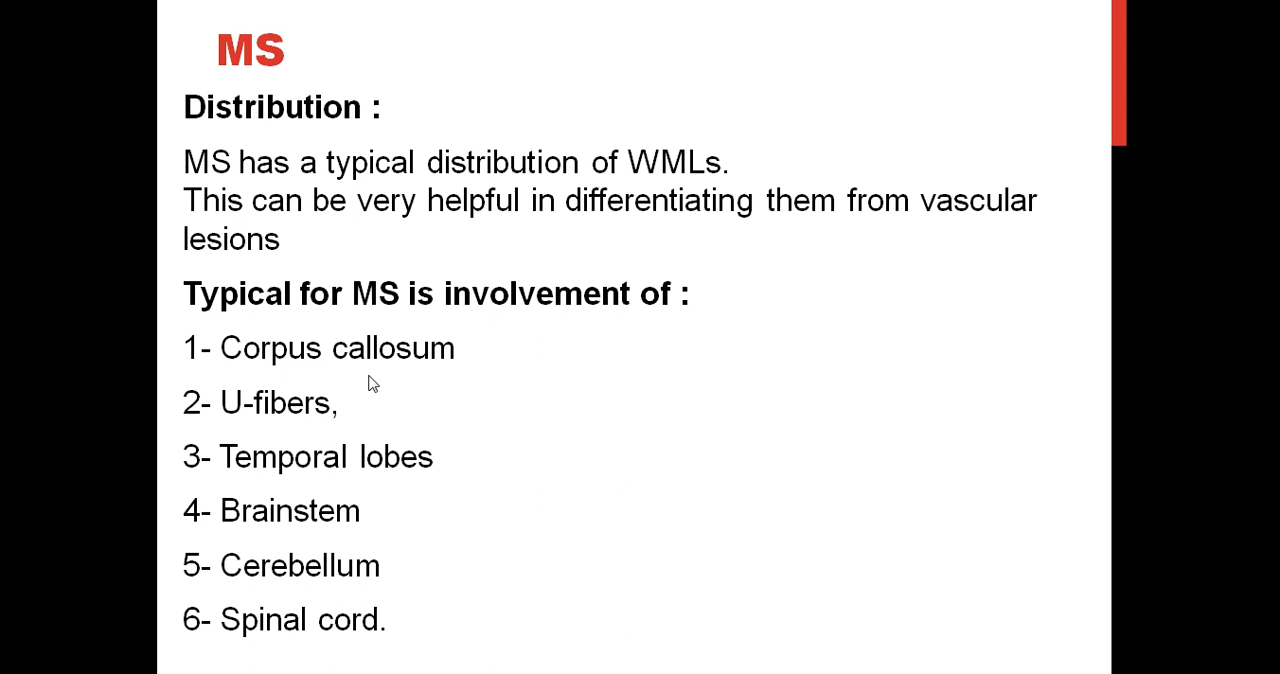 MS
Distribution :
MS has a typical distribution of WMLs.
This can be very helpful in differentiating them from vascular
lesions
Typical for MS is involvement of :
1- Corpus callosum
2- U-fibers,
3- Temporal lobes
4- Brainstem
5- Cerebellum
6- Spinal cord.